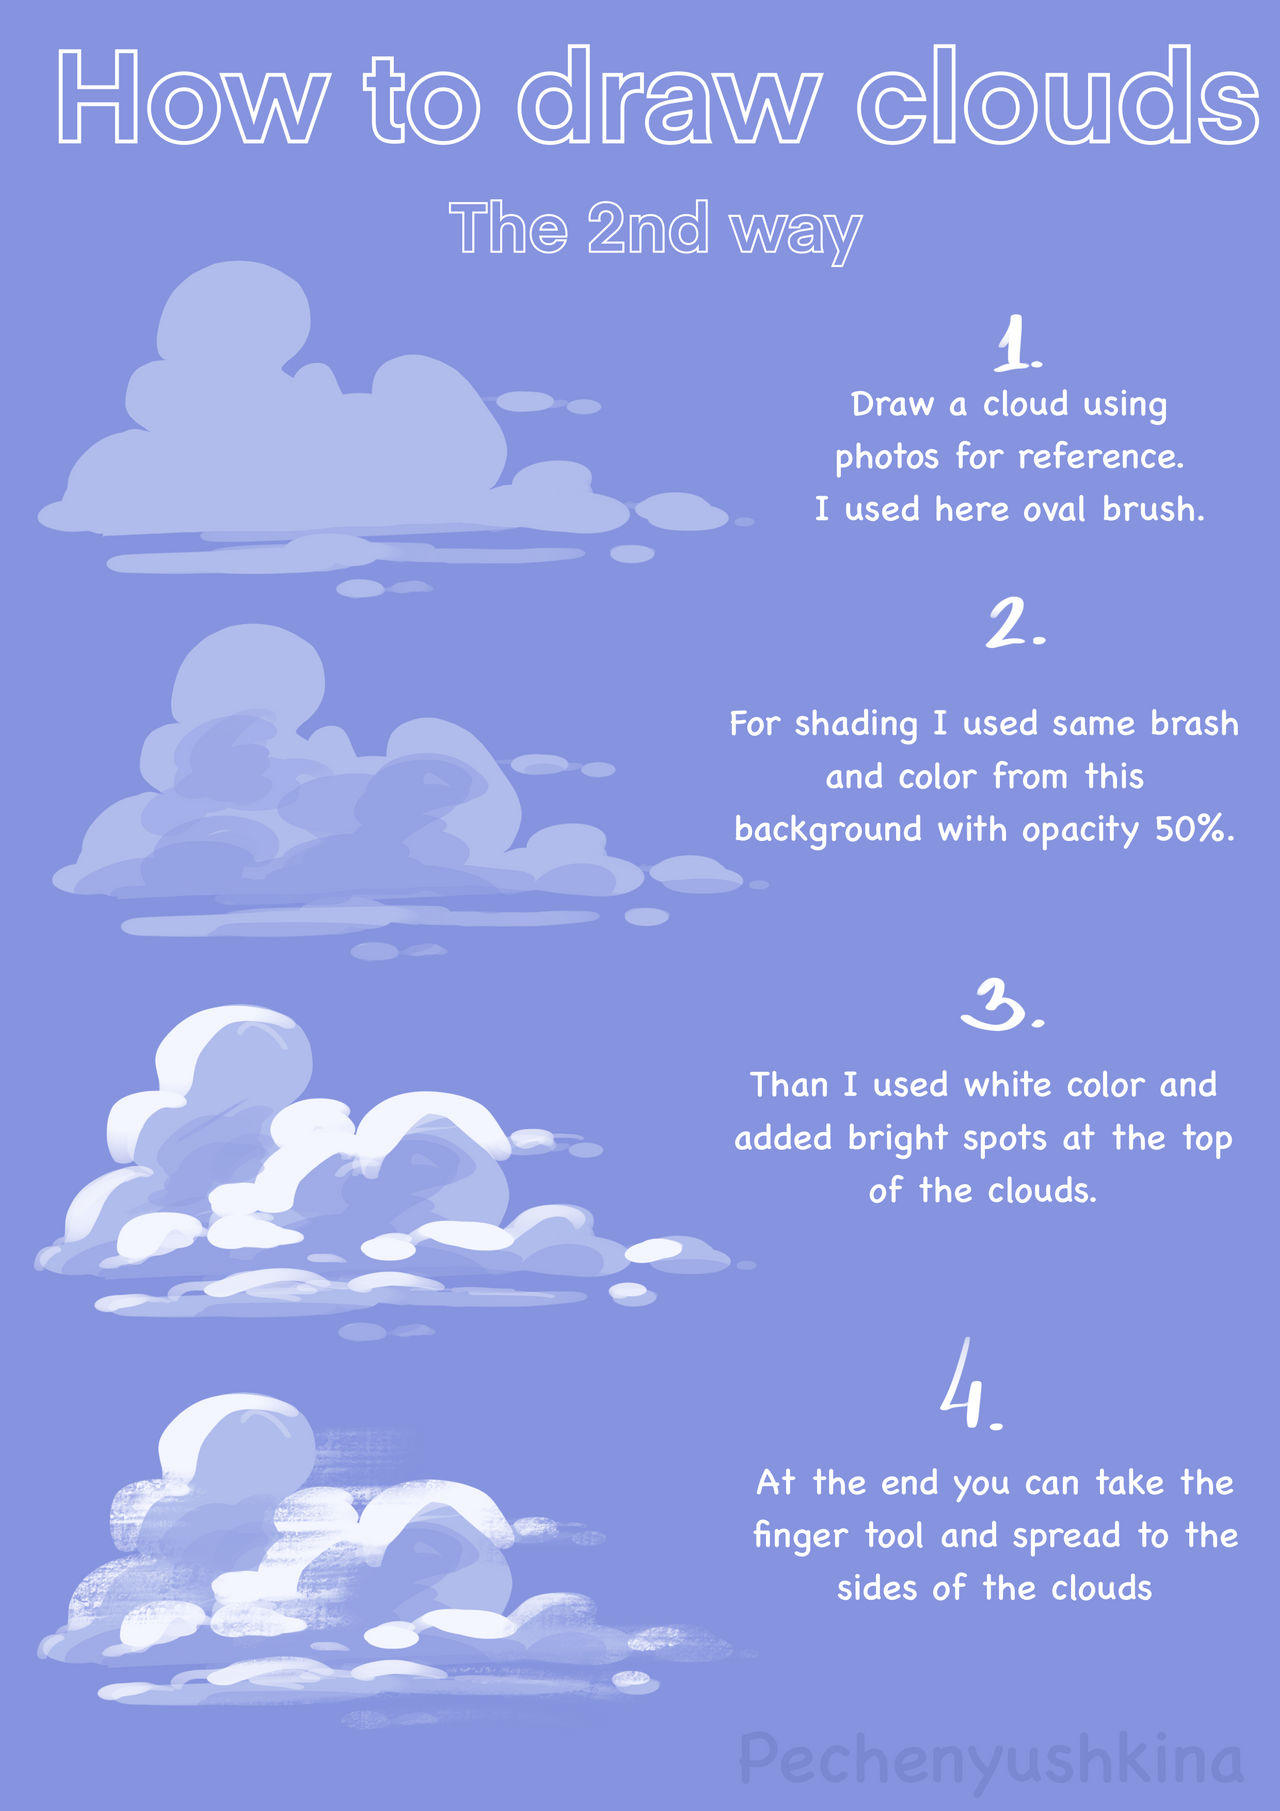 How to draw clouds
The 2nd way
1.
Draw a cloud using
photos for reference.
I used here oval brush.
2.
For shading I used same brash
and color from this
background with opacity 50%.
3.
Than I used white color and
added bright spots at the top
of the clouds.
4.
At the end you can take the
finger tool and spread to the
sides of the clouds
Pechenyushkina